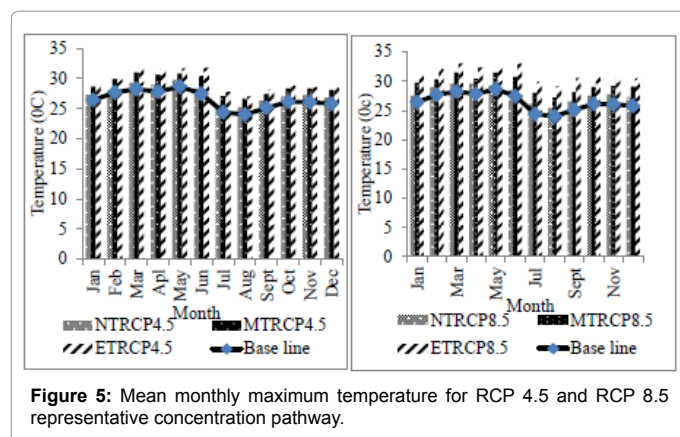 35
30
25
20
15
10
5
0
Temperature (0C)
Jan
Feb
Mar
Apl
May
Jun
Jul
Aug
Sept
Oct
Nov
Dec
Month
NTRCP4.5
MTRCP4.5
ETRCP4.5
Base line
35
30
25
20
15
10
5
0
Temperature (0c)
Jan
Mar
May
Jul
Sept
Nov
Month
NTRCP8.5
MTRCP8.5
ETRCP8.5
Base line
Figure 5: Mean monthly maximum temperature for RCP 4.5 and RCP 8.5
representative concentration pathway.